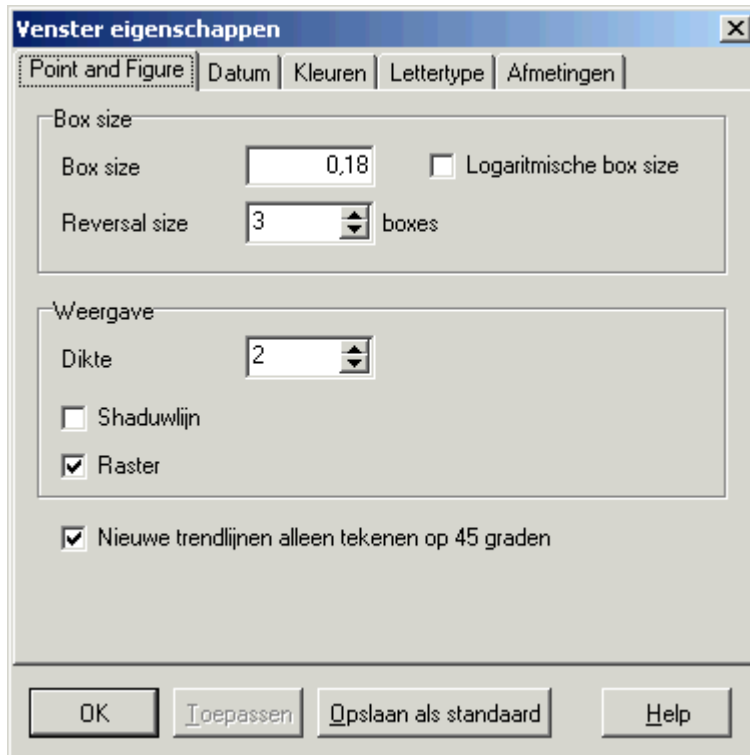 Venster eigenschappen
Point and Figure Datum Kleuren Lettertype Afmetingen
Box size
Box size 0,18 Logaritmische box size
Reversal size 3 boxes
Weergave
Dikte 2
Shaduwlijn
Raster
Nieuwe trendlijnen alleen tekenen op 45 graden
OK Toepassen Opslaan als standaard Help